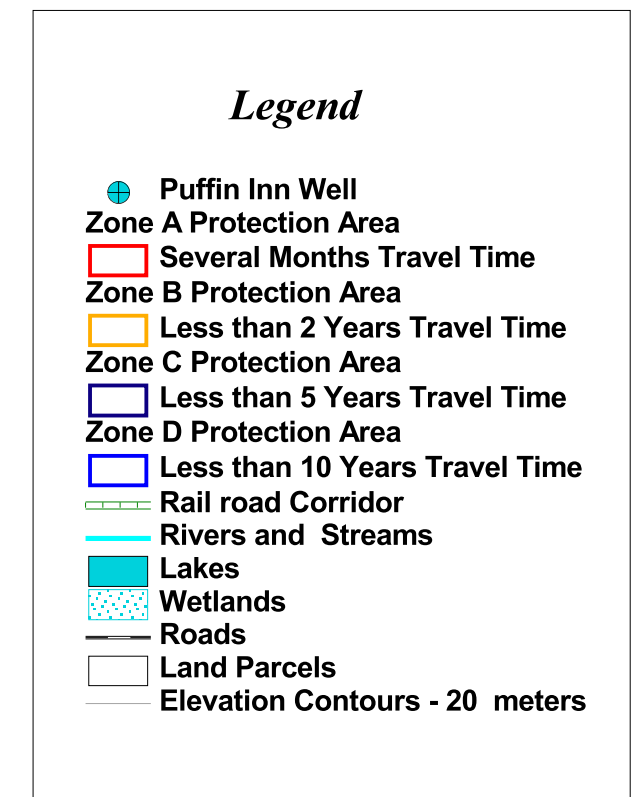 Legend
Puffin Inn Well
Zone A Protection Area
Several Months Travel Time
Zone B Protection Area
Less than 2 Years Travel Time
Zone C Protection Area
Less than 5 Years Travel Time
Zone D Protection Area
Less than 10 Years Travel Time
Rail road Corridor
Rivers and  Streams
Lakes
Wetlands
Roads
Land Parcels
Elevation Contours - 20  meters